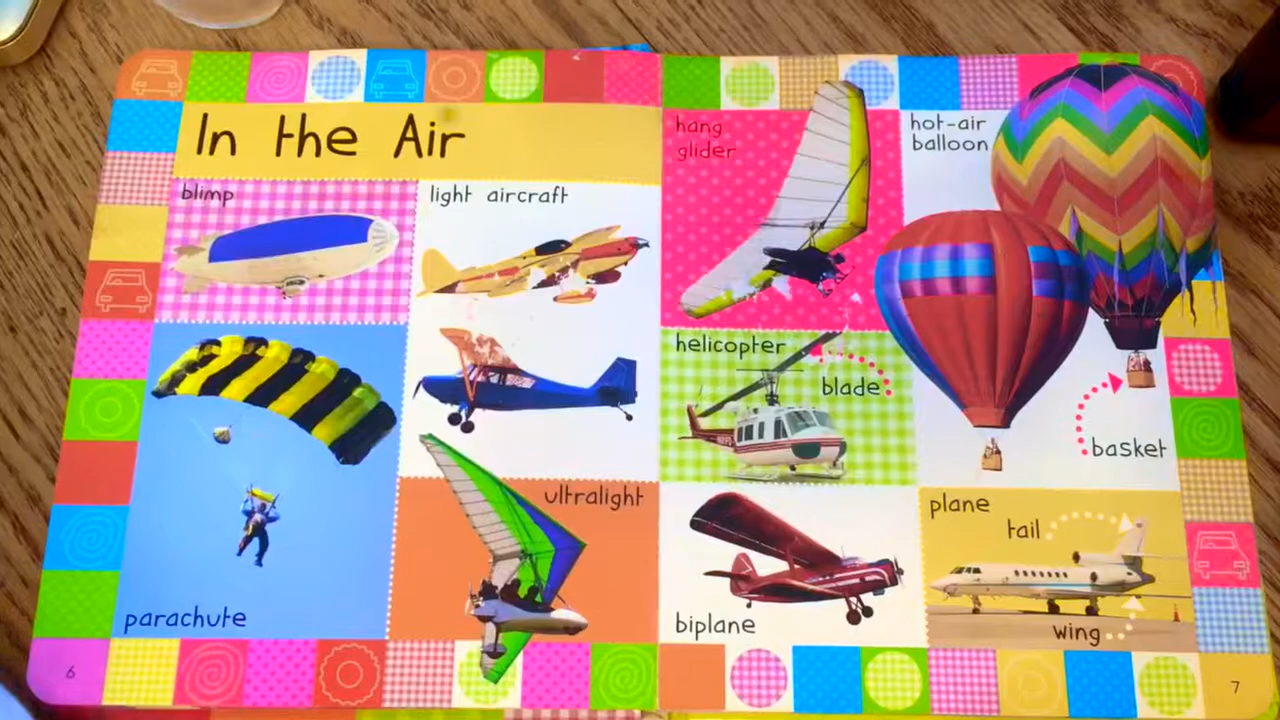 In the Air
blimp
light aircraft
parachute
ultralight
6
hang
glider
hot-air
balloon
helicopter
blade
basket
biplane
plane
tail
wing
7